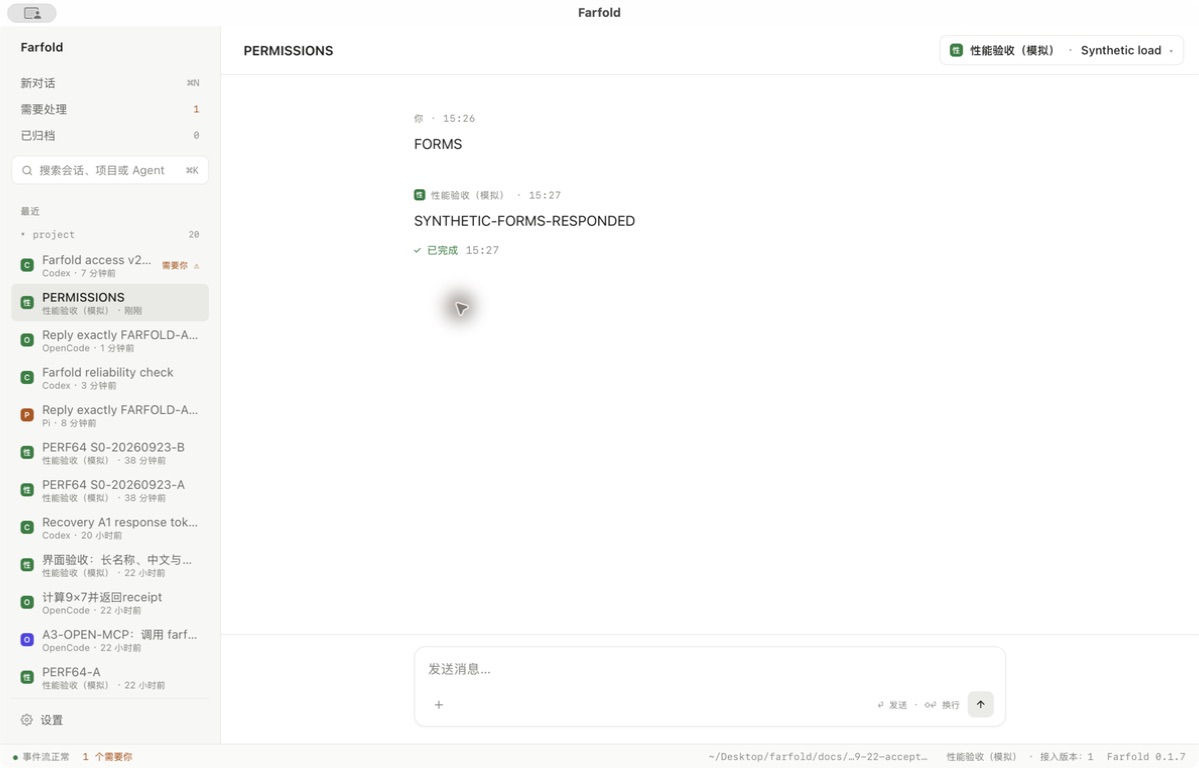 Farfold
Farfold
新对话 ⌘N
需要处理 1
已归档 0
搜索会话、项目或 Agent ⌘K
最近
project 20
C Farfold access v2... 需要你 ⚠
Codex · 7 分钟前
性 PERMISSIONS
性能验收（模拟） · 刚刚
O Reply exactly FARFOLD-A...
OpenCode · 1 分钟前
C Farfold reliability check
Codex · 3 分钟前
P Reply exactly FARFOLD-A...
Pi · 8 分钟前
性 PERF64 S0-20260923-B
性能验收（模拟） · 38 分钟前
性 PERF64 S0-20260923-A
性能验收（模拟） · 38 分钟前
C Recovery A1 response tok...
Codex · 20 小时前
性 界面验收：长名称、中文与...
性能验收（模拟） · 22 小时前
O 计算9×7并返回receipt
OpenCode · 22 小时前
O A3-OPEN-MCP：调用 farf...
OpenCode · 22 小时前
性 PERF64-A
性能验收（模拟） · 22 小时前
设置
PERMISSIONS
性 性能验收（模拟） · Synthetic load
你 · 15:26
FORMS
性 性能验收（模拟） · 15:27
SYNTHETIC-FORMS-RESPONDED
✓ 已完成 15:27
发送消息...
+ 发送 · 换行
事件流正常 1 个需要你
~/Desktop/farfold/docs/…9-22-accept… 性能验收（模拟） · 接入版本：1 Farfold 0.1.7